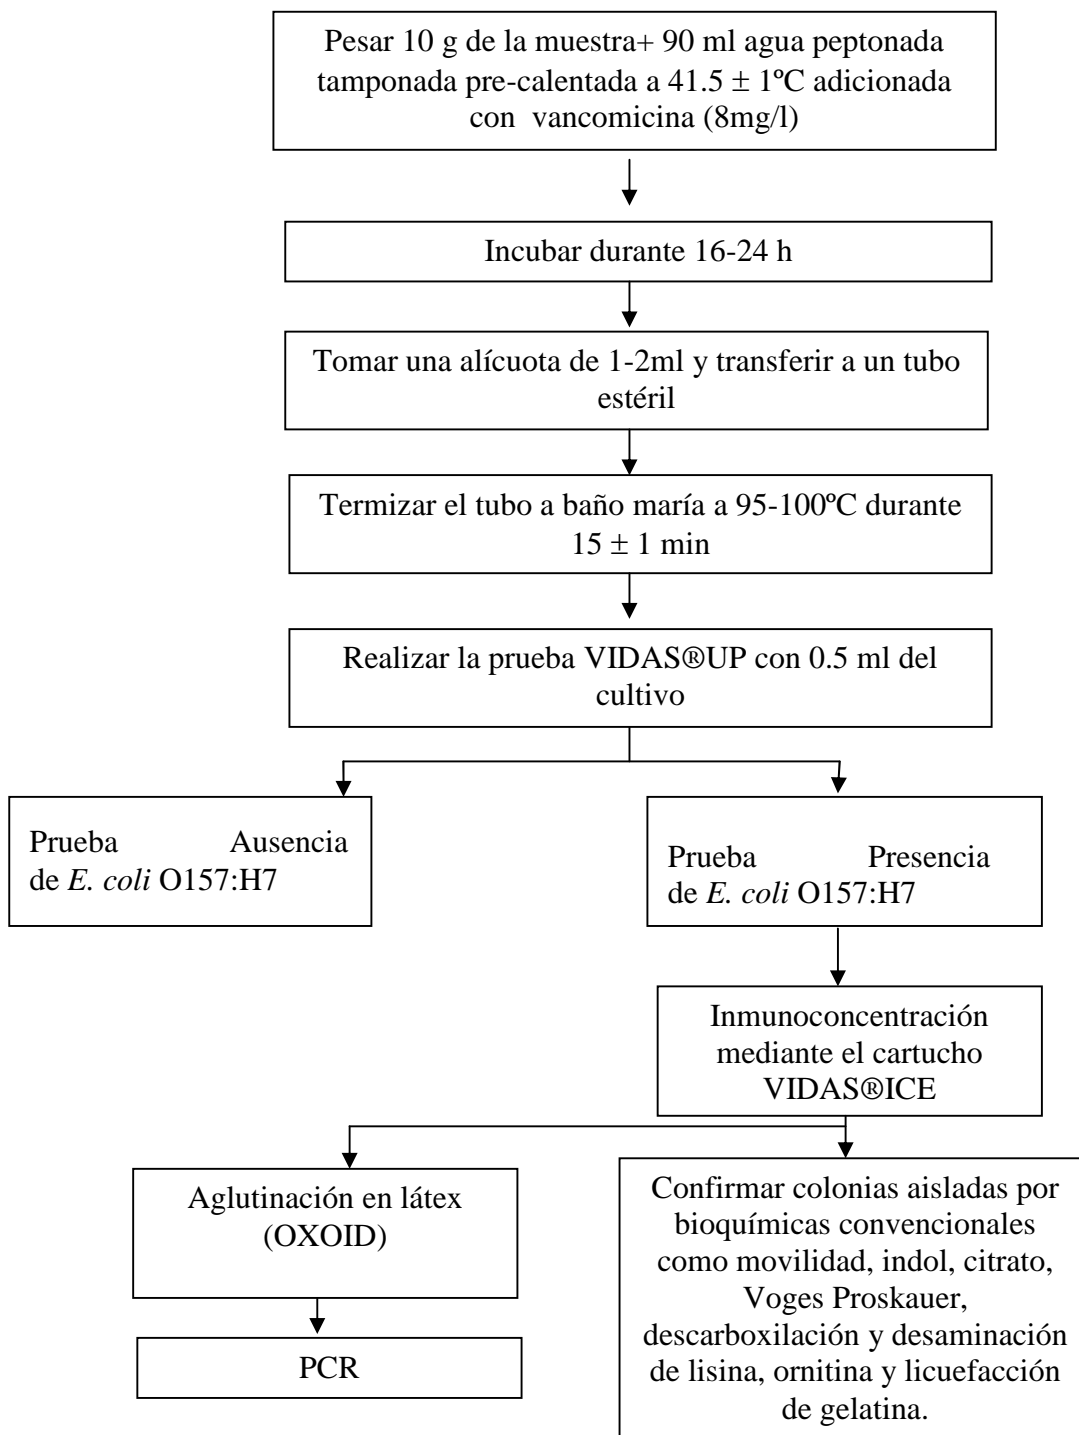 Pesar 10 g de la muestra+ 90 ml agua peptonada
tamponada pre-calentada a 41.5 ± 1ºC adicionada
con vancomicina (8mg/l)
Incubar durante 16-24 h
Tomar una alícuota de 1-2ml y transferir a un tubo
estéril
Termizar el tubo a baño maría a 95-100ºC durante
15 ± 1 min
Realizar la prueba VIDAS®UP con 0.5 ml del
cultivo
Prueba Ausencia
de E. coli O157:H7
Prueba Presencia
de E. coli O157:H7
Inmunoconcentración
mediante el cartucho
VIDAS®ICE
Aglutinación en látex
(OXOID)
PCR
Confirmar colonias aisladas por
bioquímicas convencionales
como movilidad, indol, citrato,
Voges Proskauer,
descarboxilación y desaminación
de lisina, ornitina y licuefacción
de gelatina.